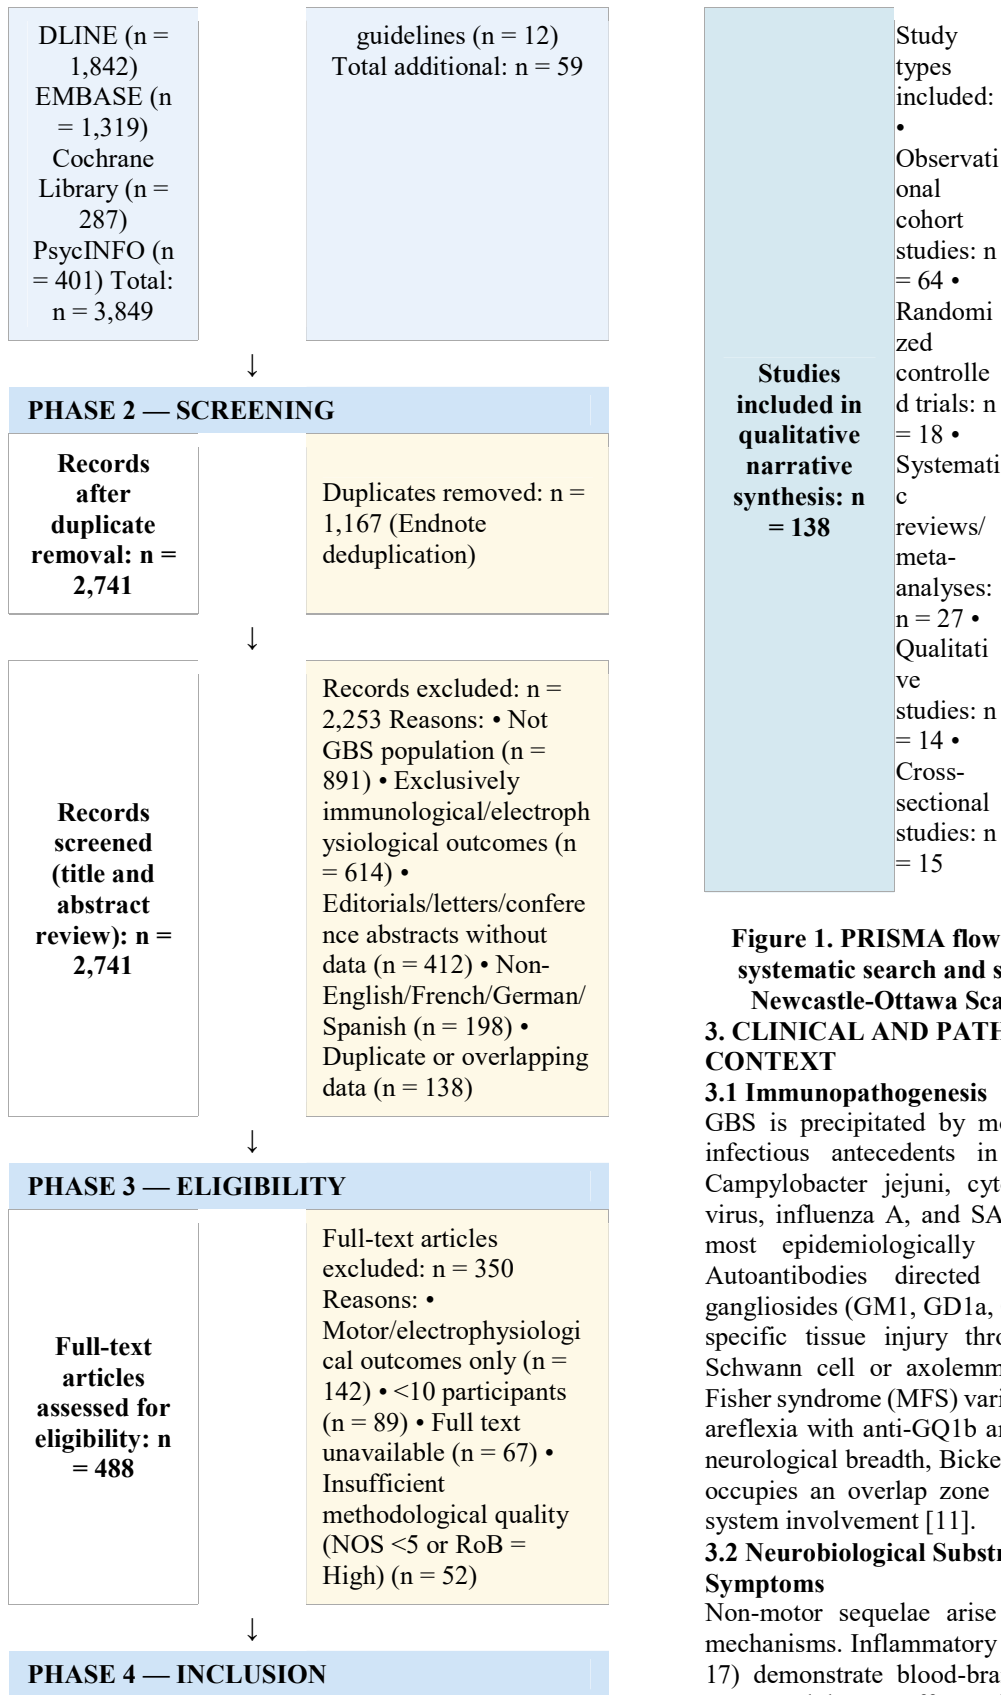 DLINE (n =
1,842)
EMBASE (n
= 1,319)
Cochrane
Library (n =
287)
PsycINFO (n
= 401) Total:
n = 3,849
guidelines (n = 12)
Total additional: n = 59
↓
PHASE 2 — SCREENING
Records
after
duplicate
removal: n =
2,741
Duplicates removed: n =
1,167 (Endnote
deduplication)
↓
Records
screened
(title and
abstract
review): n =
2,741
Records excluded: n =
2,253 Reasons: • Not
GBS population (n =
891) • Exclusively
immunological/electroph
ysiological outcomes (n
= 614) •
Editorials/letters/confere
nce abstracts without
data (n = 412) • Non-
English/French/German/
Spanish (n = 198) •
Duplicate or overlapping
data (n = 138)
↓
PHASE 3 — ELIGIBILITY
Full-text
articles
assessed for
eligibility: n
= 488
Full-text articles
excluded: n = 350
Reasons: •
Motor/electrophysiologi
cal outcomes only (n =
142) • <10 participants
(n = 89) • Full text
unavailable (n = 67) •
Insufficient
methodological quality
(NOS <5 or RoB =
High) (n = 52)
↓
PHASE 4 — INCLUSION
Studies
included in
qualitative
narrative
synthesis: n
= 138
Study
types
included:
•
Observati
onal
cohort
studies: n
= 64 •
Randomi
zed
controlle
d trials: n
= 18 •
Systemati
c
reviews/
meta-
analyses:
n = 27 •
Qualitati
ve
studies: n
= 14 •
Cross-
sectional
studies: n
= 15
Figure 1. PRISMA flow
systematic search and s
Newcastle-Ottawa Sca
3. CLINICAL AND PATH
CONTEXT
3.1 Immunopathogenesis
GBS is precipitated by mo
infectious antecedents in
Campylobacter jejuni, cyt
virus, influenza A, and SA
most epidemiologically
Autoantibodies directed
gangliosides (GM1, GD1a,
specific tissue injury thro
Schwann cell or axolemm
Fisher syndrome (MFS) vari
areflexia with anti-GQ1b a
neurological breadth, Bicke
occupies an overlap zone
system involvement [11].
3.2 Neurobiological Substr
Symptoms
Non-motor sequelae arise
mechanisms. Inflammatory
17) demonstrate blood-bra